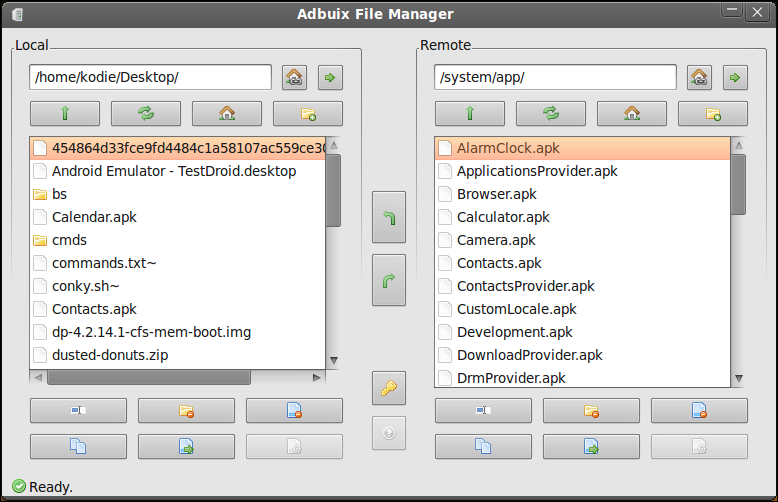 Adbuix File Manager
Local
/home/kodie/Desktop/
454864d33fce9fd4484c1a58107ac559ce30
Android Emulator - TestDroid.desktop
bs
Calendar.apk
cmds
commands.txt~
conky.sh~
Contacts.apk
dp-4.2.14.1-cfs-mem-boot.img
dusted-donuts.zip
Remote
/system/app/
AlarmClock.apk
ApplicationsProvider.apk
Browser.apk
Calculator.apk
Camera.apk
Contacts.apk
ContactsProvider.apk
CustomLocale.apk
Development.apk
DownloadProvider.apk
DrmProvider.apk
Ready.